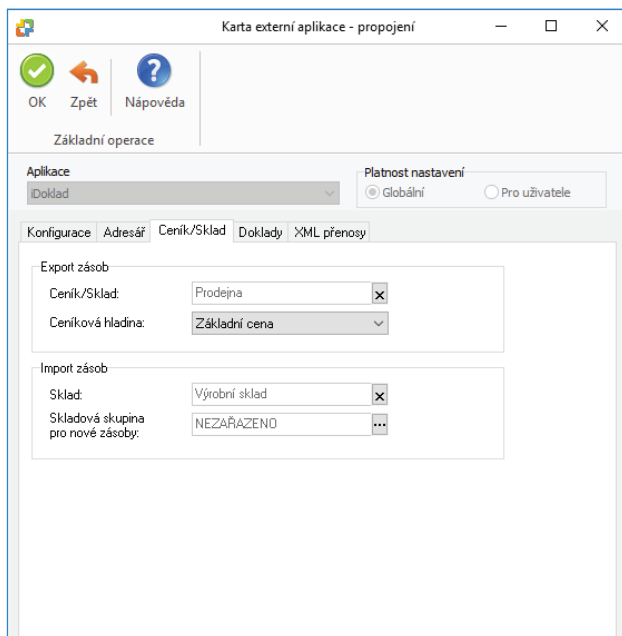 Karta externí aplikace - propojení
OK Zpět Nápověda
Základní operace
Aplikace
iDoklad
Platnost nastavení
Globální Pro uživatele
Konfigurace Adresář Ceník/Sklad Doklady XML přenosy
Export zásob
Ceník/Sklad: Prodejna
Ceníková hladina: Základní cena
Import zásob
Sklad: Výrobní sklad
Skladová skupina
pro nové zásoby: NEZAŘAZENO